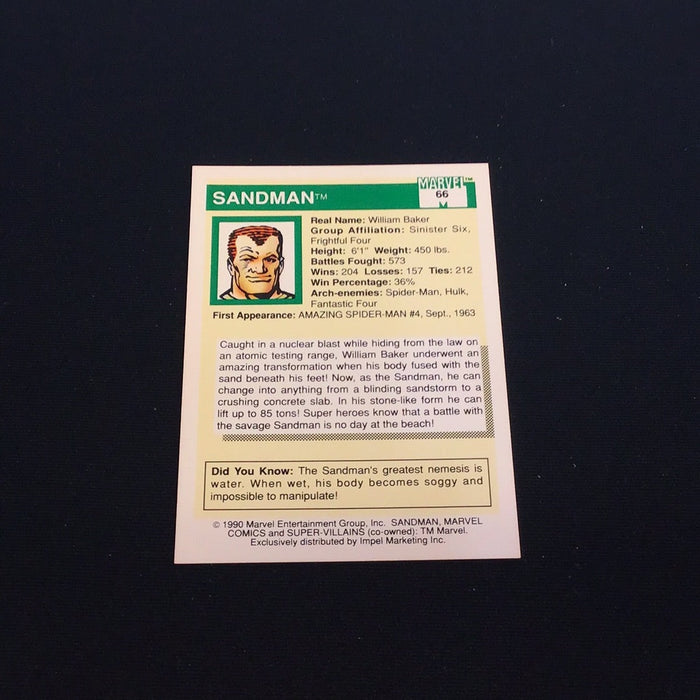 SANDMAN™
MARVEL™
66
Real Name: William Baker
Group Affiliation: Sinister Six,
Frightful Four
Height: 6'1" Weight: 450 lbs.
Battles Fought: 573
Wins: 204 Losses: 157 Ties: 212
Win Percentage: 36%
Arch-enemies: Spider-Man, Hulk,
Fantastic Four
First Appearance: AMAZING SPIDER-MAN #4, Sept., 1963
Caught in a nuclear blast while hiding from the law on
an atomic testing range, William Baker underwent an
amazing transformation when his body fused with the
sand beneath his feet! Now, as the Sandman, he can
change into anything from a blinding sandstorm to a
crushing concrete slab. In his stone-like form he can
lift up to 85 tons! Super heroes know that a battle with
the savage Sandman is no day at the beach!
Did You Know: The Sandman's greatest nemesis is
water. When wet, his body becomes soggy and
impossible to manipulate!
© 1990 Marvel Entertainment Group, Inc. SANDMAN, MARVEL
COMICS and SUPER-VILLAINS (co-owned): TM Marvel.
Exclusively distributed by Impel Marketing Inc.